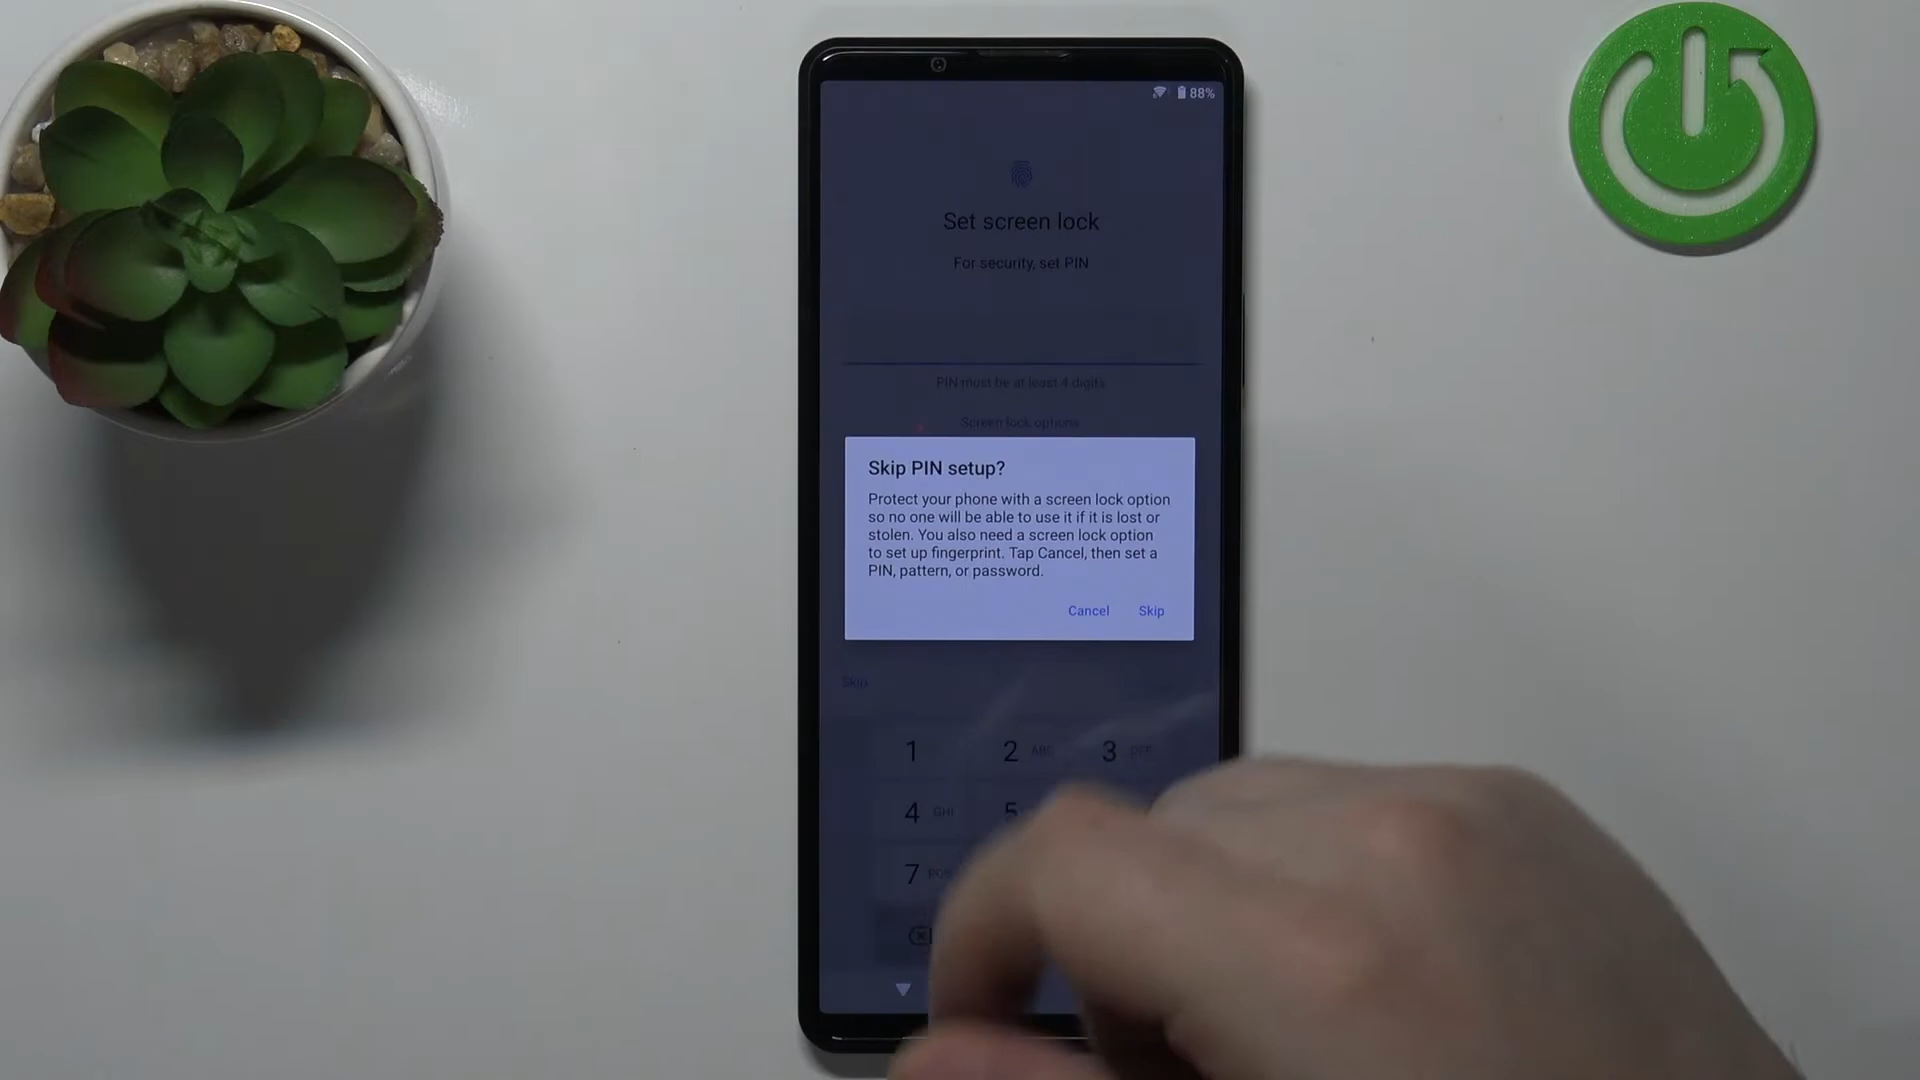 88%
Set screen lock
For security, set PIN
PIN must be at least 4 digits
Screen lock options
Skip PIN setup?
Protect your phone with a screen lock option
so no one will be able to use it if it is lost or
stolen. You also need a screen lock option
to set up fingerprint. Tap Cancel, then set a
PIN, pattern, or password.
Cancel Skip
Skip
1 2 ABC 3 DEF
4 GHI 5
7